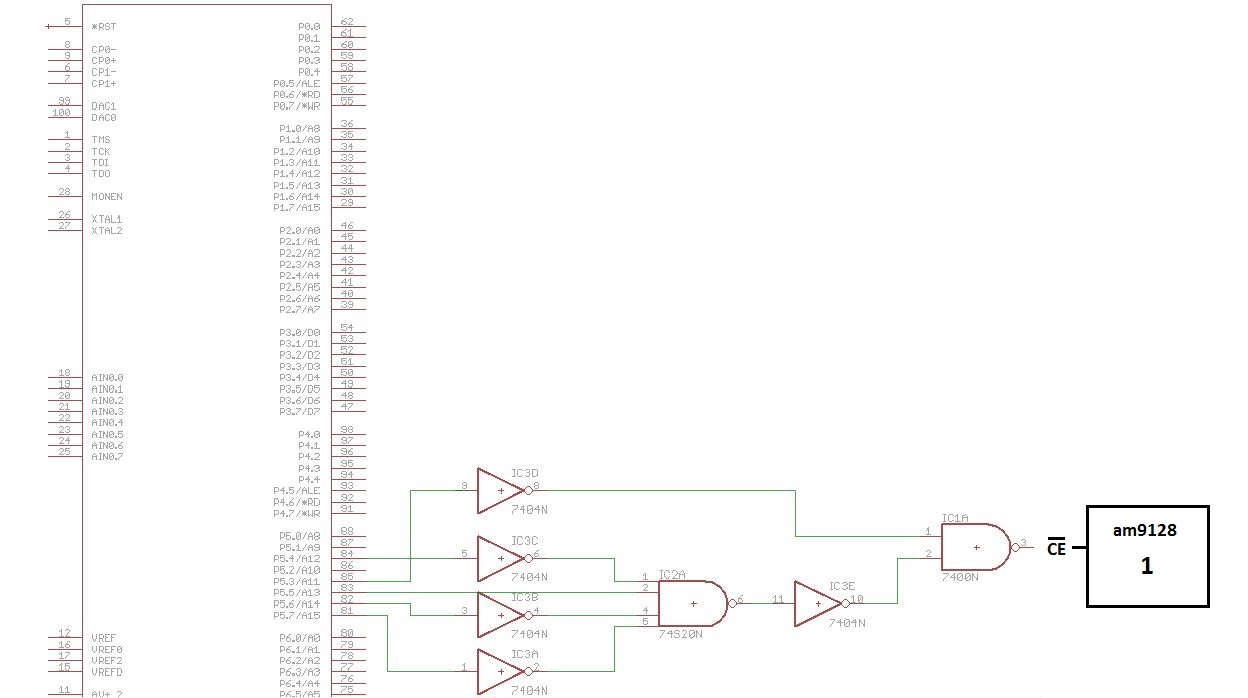 5 *RST
8 CP0-
9 CP0+
6 CP1-
7 CP1+
99 DAC1
100 DAC0
1 TMS
2 TCK
3 TDI
4 TDO
28 MONEN
26 XTAL1
27 XTAL2
18 AIN0.0
19 AIN0.1
20 AIN0.2
21 AIN0.3
22 AIN0.4
23 AIN0.5
24 AIN0.6
25 AIN0.7
12 VREF
16 VREF0
17 VREF2
15 VREFD
11 AV+ 2
P0.0 62
P0.1 61
P0.2 60
P0.3 59
P0.4 58
P0.5/ALE 57
P0.6/*RD 56
P0.7/*WR 55
P1.0/A8 36
P1.1/A9 35
P1.2/A10 34
P1.3/A11 33
P1.4/A12 32
P1.5/A13 31
P1.6/A14 30
P1.7/A15 29
P2.0/A0 46
P2.1/A1 45
P2.2/A2 44
P2.3/A3 43
P2.4/A4 42
P2.5/A5 41
P2.6/A6 40
P2.7/A7 39
P3.0/D0 54
P3.1/D1 53
P3.2/D2 52
P3.3/D3 51
P3.4/D4 50
P3.5/D5 49
P3.6/D6 48
P3.7/D7 47
P4.0 98
P4.1 97
P4.2 96
P4.3 95
P4.4 94
P4.5/ALE 93
P4.6/*RD 92
P4.7/*WR 91
P5.0/A8 88
P5.1/A9 87
P5.4/A12 84
P5.2/A10 86
P5.3/A11 85
P5.5/A13 83
P5.6/A14 82
P5.7/A15 81
P6.0/A0 80
P6.1/A1 79
P6.2/A2 78
P6.3/A3 77
P6.4/A4 76
P6.5/A5 75
IC3D
9 8
7404N
IC3C
5 6
7404N
IC3B
3 4
7404N
IC3A
1 2
7404N
IC2A
1
2
4
5
6
74S20N
IC3E
11 10
7404N
IC1A
1
2
3
7400N
CE
am9128
1